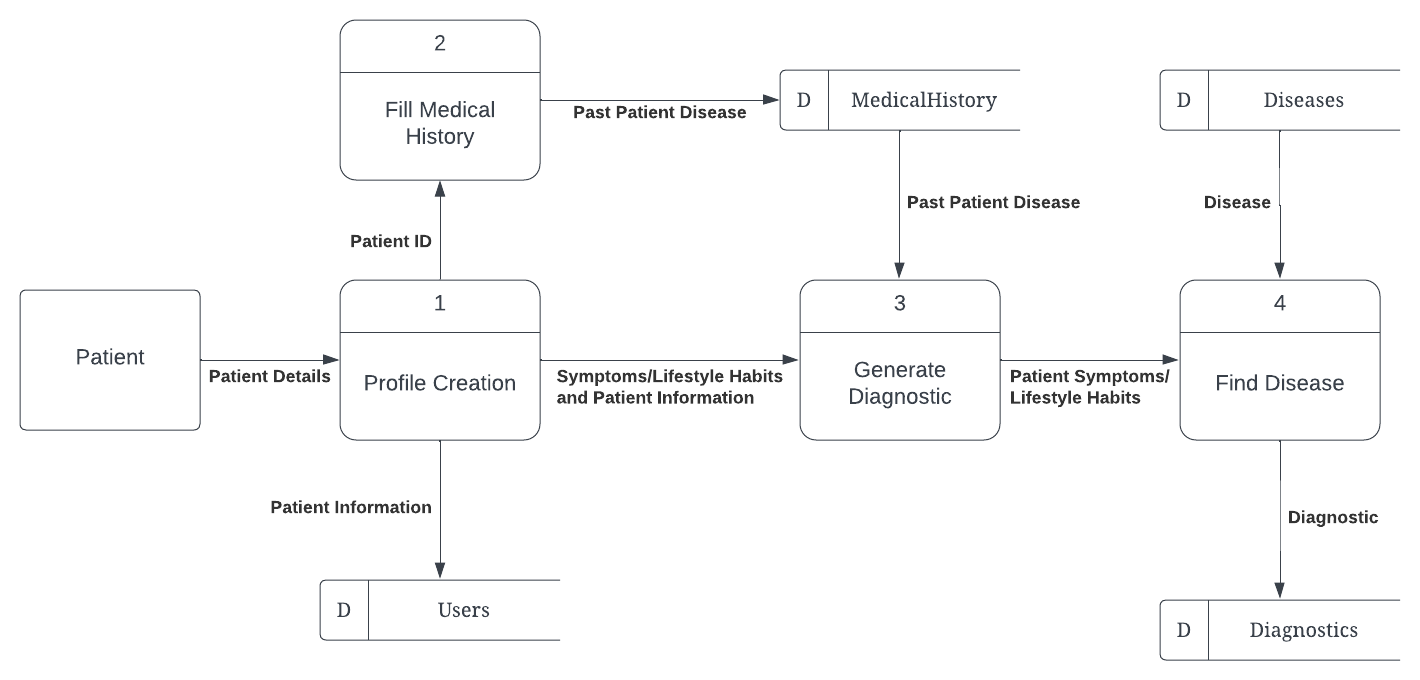 2
Fill Medical
History
Past Patient Disease
D
MedicalHistory
D
Diseases
Past Patient Disease
Disease
Patient ID
Patient
Patient Details
1
Profile Creation
Symptoms/Lifestyle Habits
and Patient Information
3
Generate
Diagnostic
Patient Symptoms/
Lifestyle Habits
4
Find Disease
Patient Information
Diagnostic
D
Users
D
Diagnostics